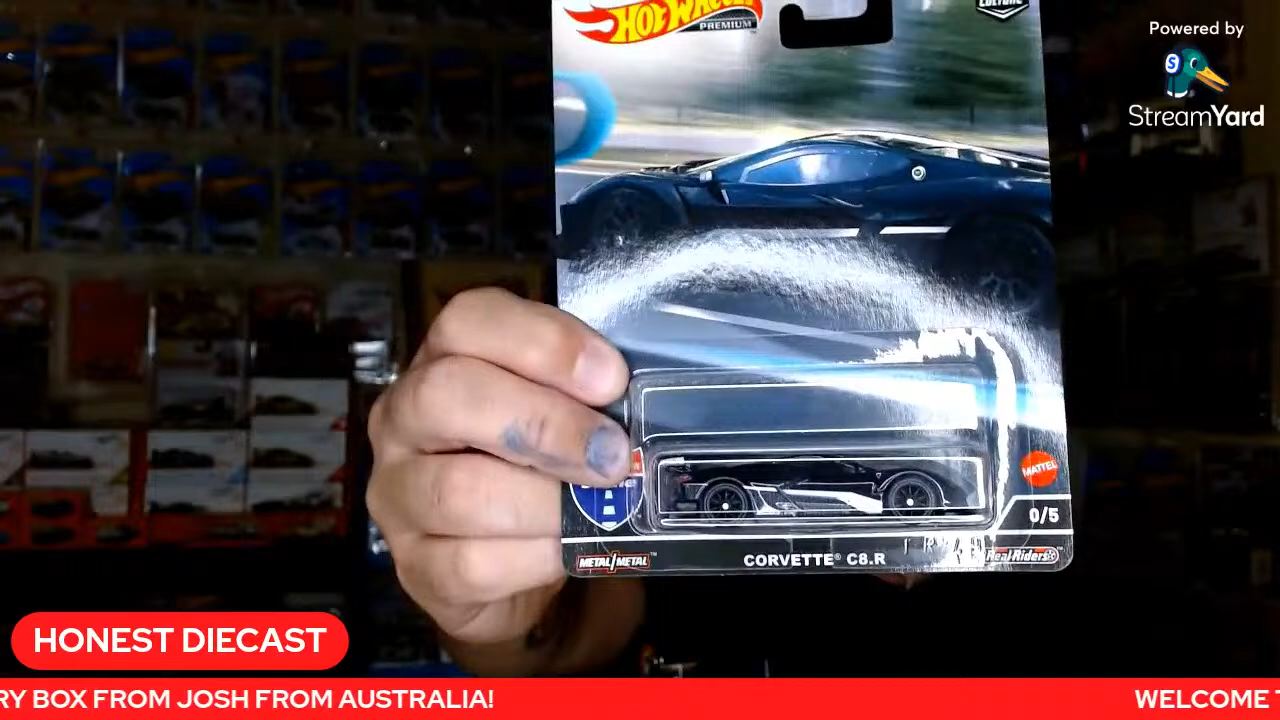 Powered by
StreamYard
HOT WHEELS
PREMIUM
CULTURE
MATTEL
0/5
METAL/METAL™
CORVETTE® C8.R
Real Riders
HONEST DIECAST
RY BOX FROM JOSH FROM AUSTRALIA!
WELCOME